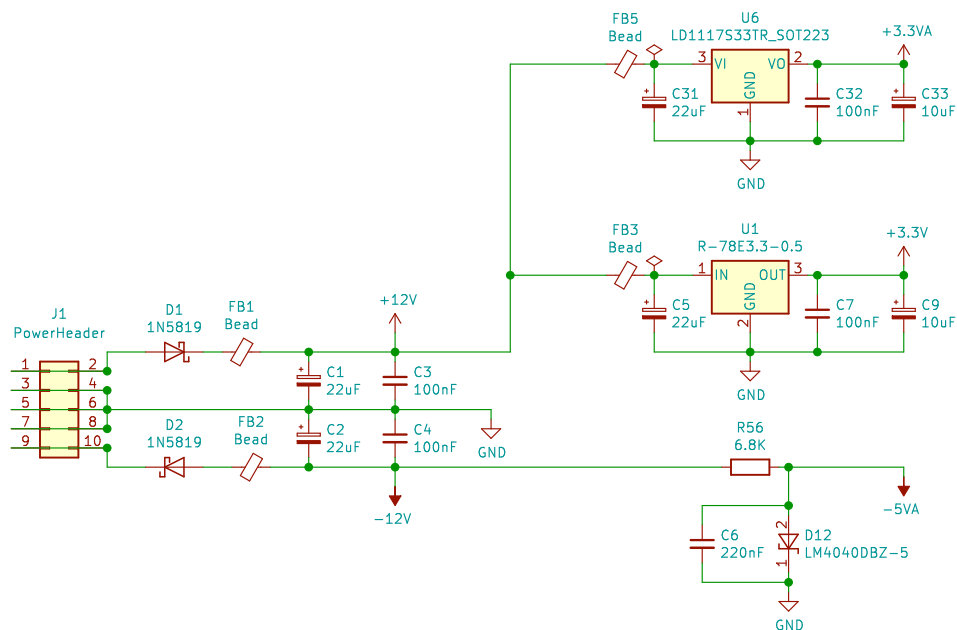 FB5
Bead
U6
LD1117S33TR_SOT223
+3.3VA
3
VI
VO
2
GND
1
+
C31
22uF
C32
100nF
+
C33
10uF
GND
FB3
Bead
U1
R-78E3.3-0.5
+3.3V
1
IN
OUT
3
GND
2
+
C5
22uF
C7
100nF
+
C9
10uF
GND
J1
PowerHeader
D1
1N5819
FB1
Bead
+12V
1
2
3
4
5
6
7
8
9
10
+
C1
22uF
C3
100nF
+
C2
22uF
C4
100nF
GND
D2
1N5819
FB2
Bead
-12V
R56
6.8K
-5VA
C6
220nF
2
1
D12
LM4040DBZ-5
GND